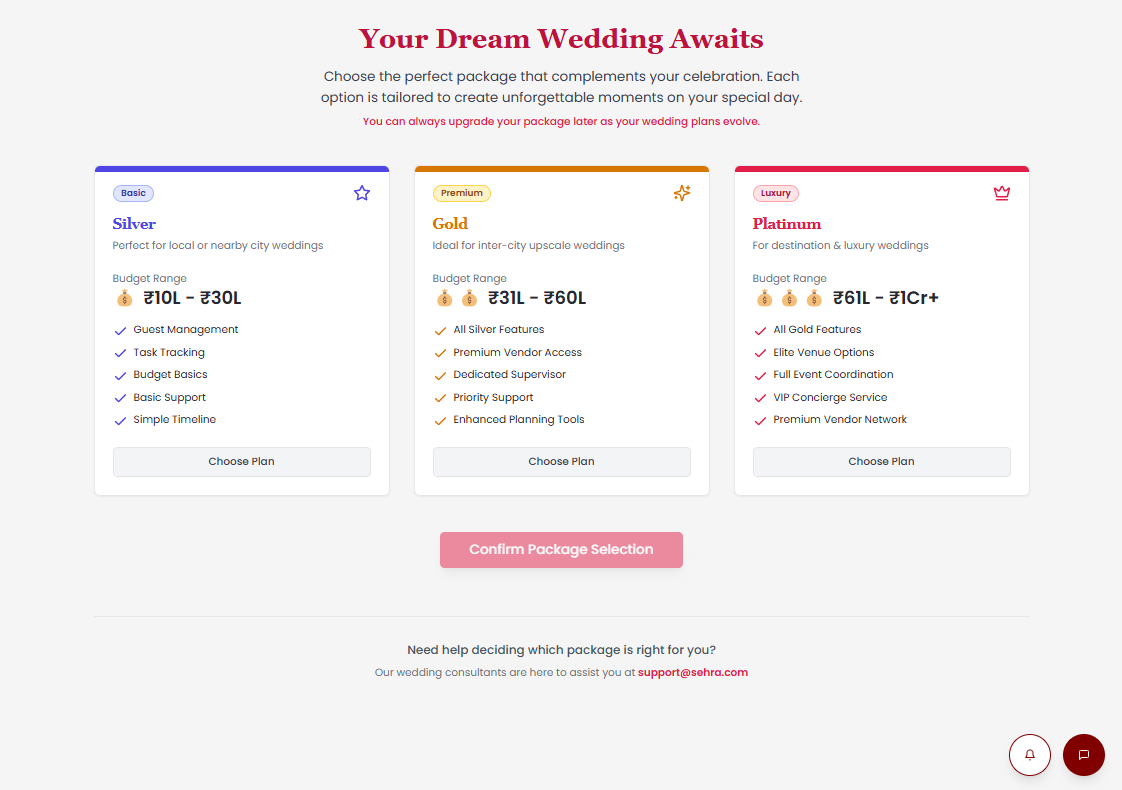 Your Dream Wedding Awaits
Choose the perfect package that complements your celebration. Each
option is tailored to create unforgettable moments on your special day.
You can always upgrade your package later as your wedding plans evolve.
Basic
Silver
Perfect for local or nearby city weddings
Budget Range
₹10L - ₹30L
Guest Management
Task Tracking
Budget Basics
Basic Support
Simple Timeline
Choose Plan
Premium
Gold
Ideal for inter-city upscale weddings
Budget Range
₹31L - ₹60L
All Silver Features
Premium Vendor Access
Dedicated Supervisor
Priority Support
Enhanced Planning Tools
Choose Plan
Luxury
Platinum
For destination & luxury weddings
Budget Range
₹61L - ₹1Cr+
All Gold Features
Elite Venue Options
Full Event Coordination
VIP Concierge Service
Premium Vendor Network
Choose Plan
Confirm Package Selection
Need help deciding which package is right for you?
Our wedding consultants are here to assist you at support@sehra.com